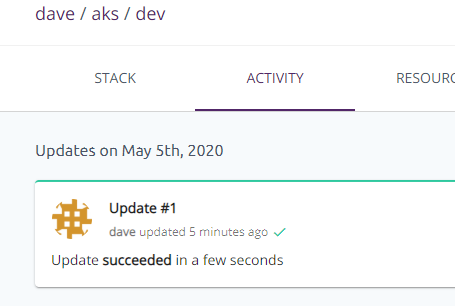 dave / aks / dev
STACK ACTIVITY
Updates on May 5th, 2020
Update #1
dave updated 5 minutes ago
Update succeeded in a few seconds